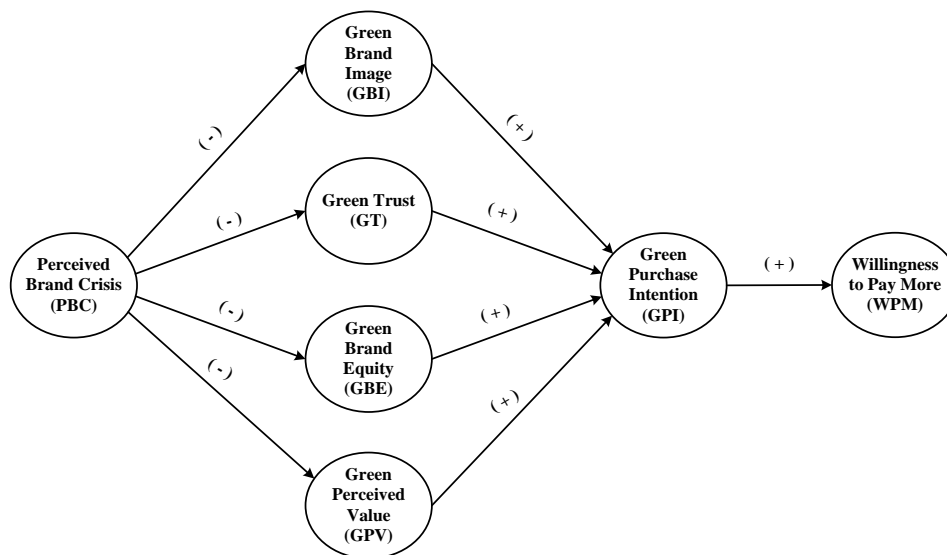 Green
Brand
Image
(GBI)
( - )
( + )
Green Trust
(GT)
( - )
( + )
Perceived
Brand Crisis
(PBC)
Green
Purchase
Intention
(GPI)
( + )
Willingness
to Pay More
(WPM)
( - )
( + )
Green
Brand
Equity
(GBE)
( - )
( + )
Green
Perceived
Value
(GPV)